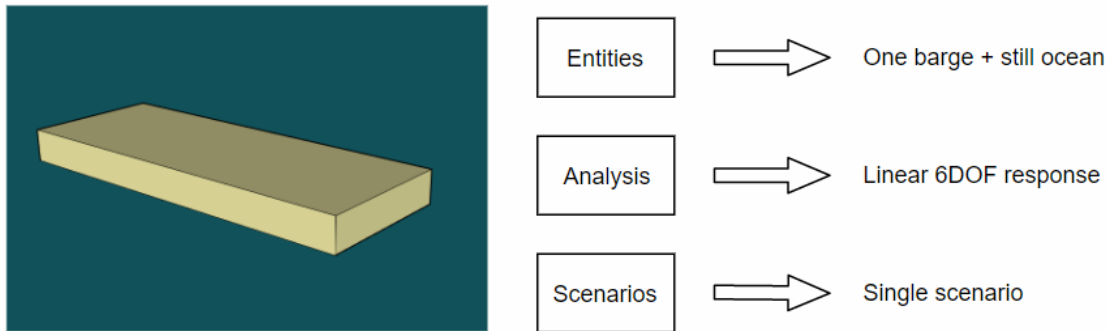 Entities
One barge + still ocean
Analysis
Linear 6DOF response
Scenarios
Single scenario